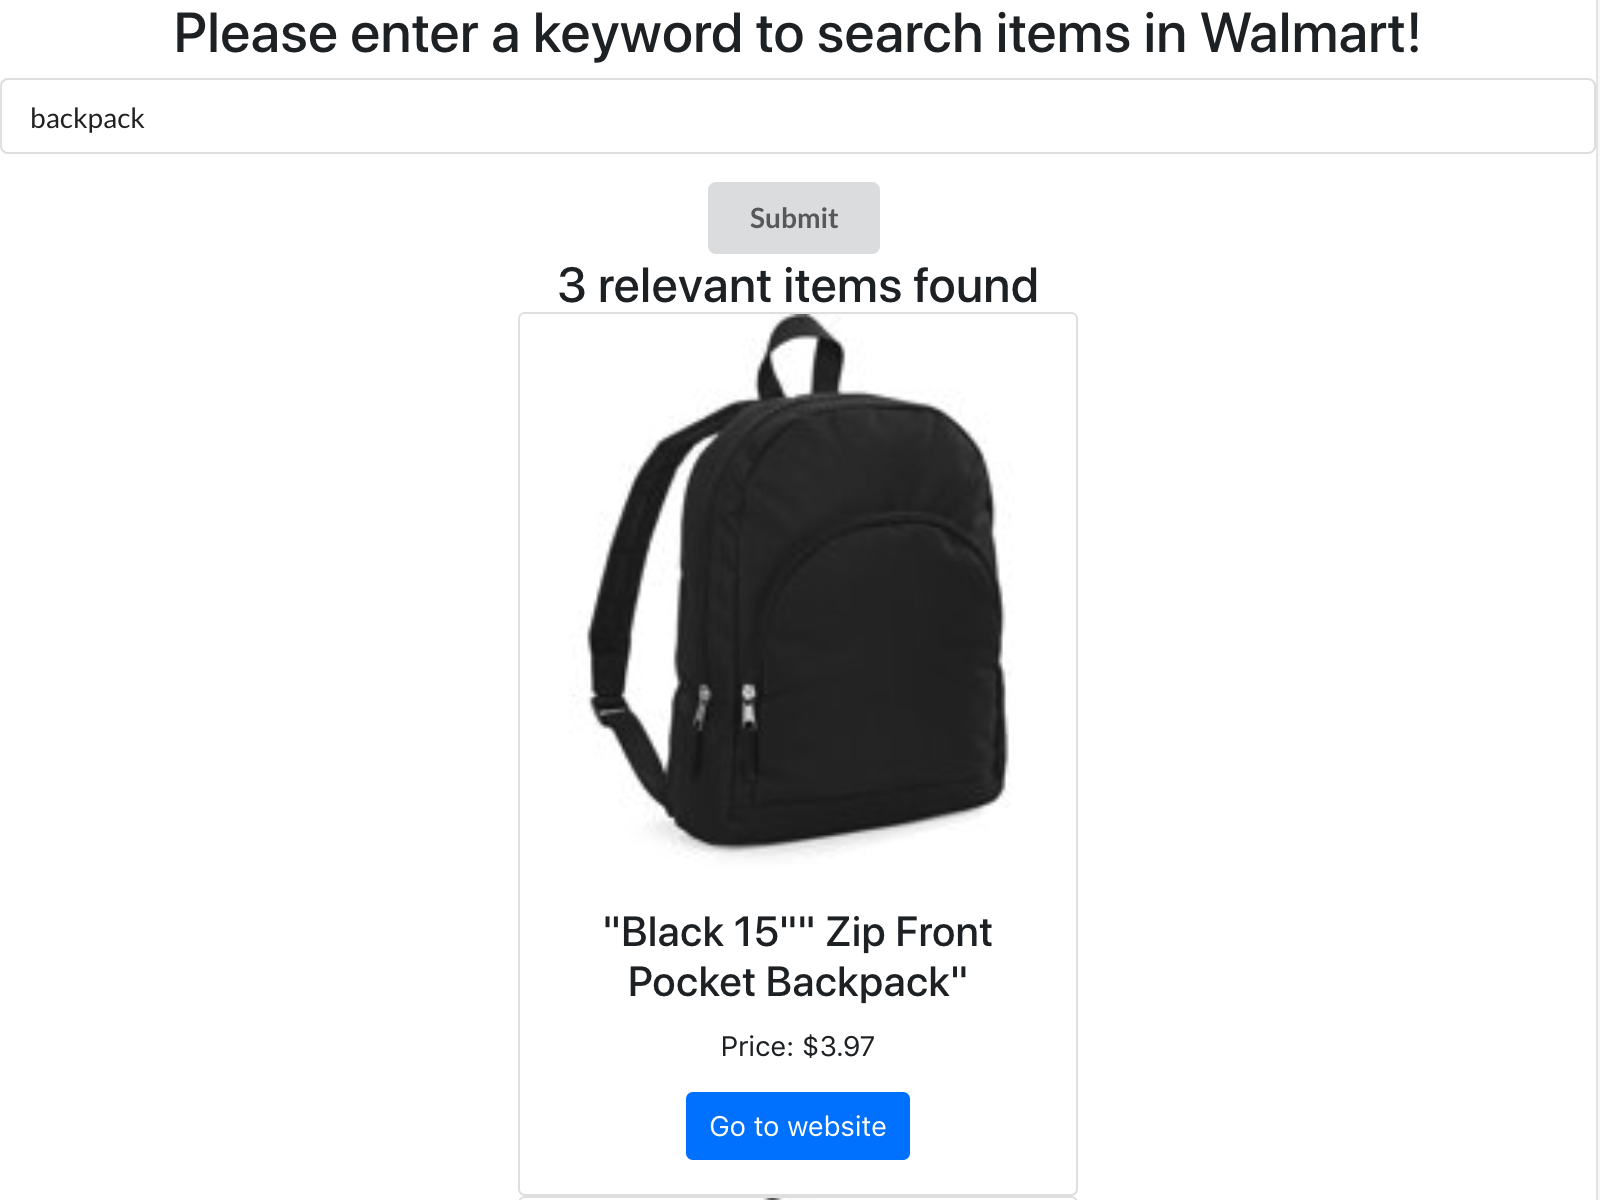 Please enter a keyword to search items in Walmart!
backpack
Submit
3 relevant items found
"Black 15"" Zip Front
Pocket Backpack"
Price: $3.97
Go to website